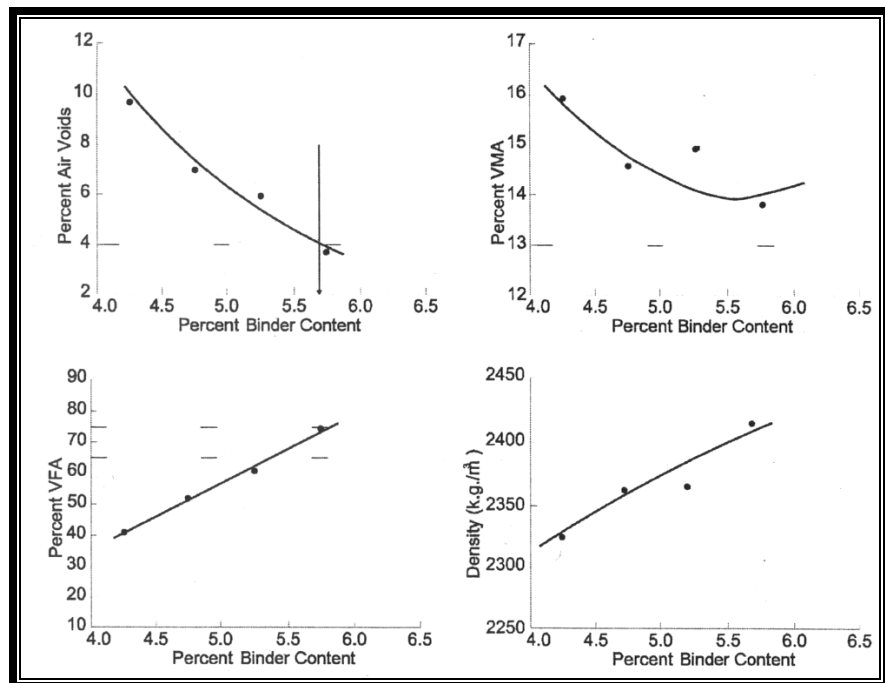 12
10
8
6
4
2
Percent Air Voids
4.0 4.5 5.0 5.5 6.0 6.5
Percent Binder Content
17
16
15
14
13
12
Percent VMA
4.0 4.5 5.0 5.5 6.0 6.5
Percent Binder Content
90
80
70
60
50
40
30
20
10
Percent VFA
4.0 4.5 5.0 5.5 6.0 6.5
Percent Binder Content
2450
2400
2350
2300
2250
Density (k.g./m³)
4.0 4.5 5.0 5.5 6.0 6.5
Percent Binder Content